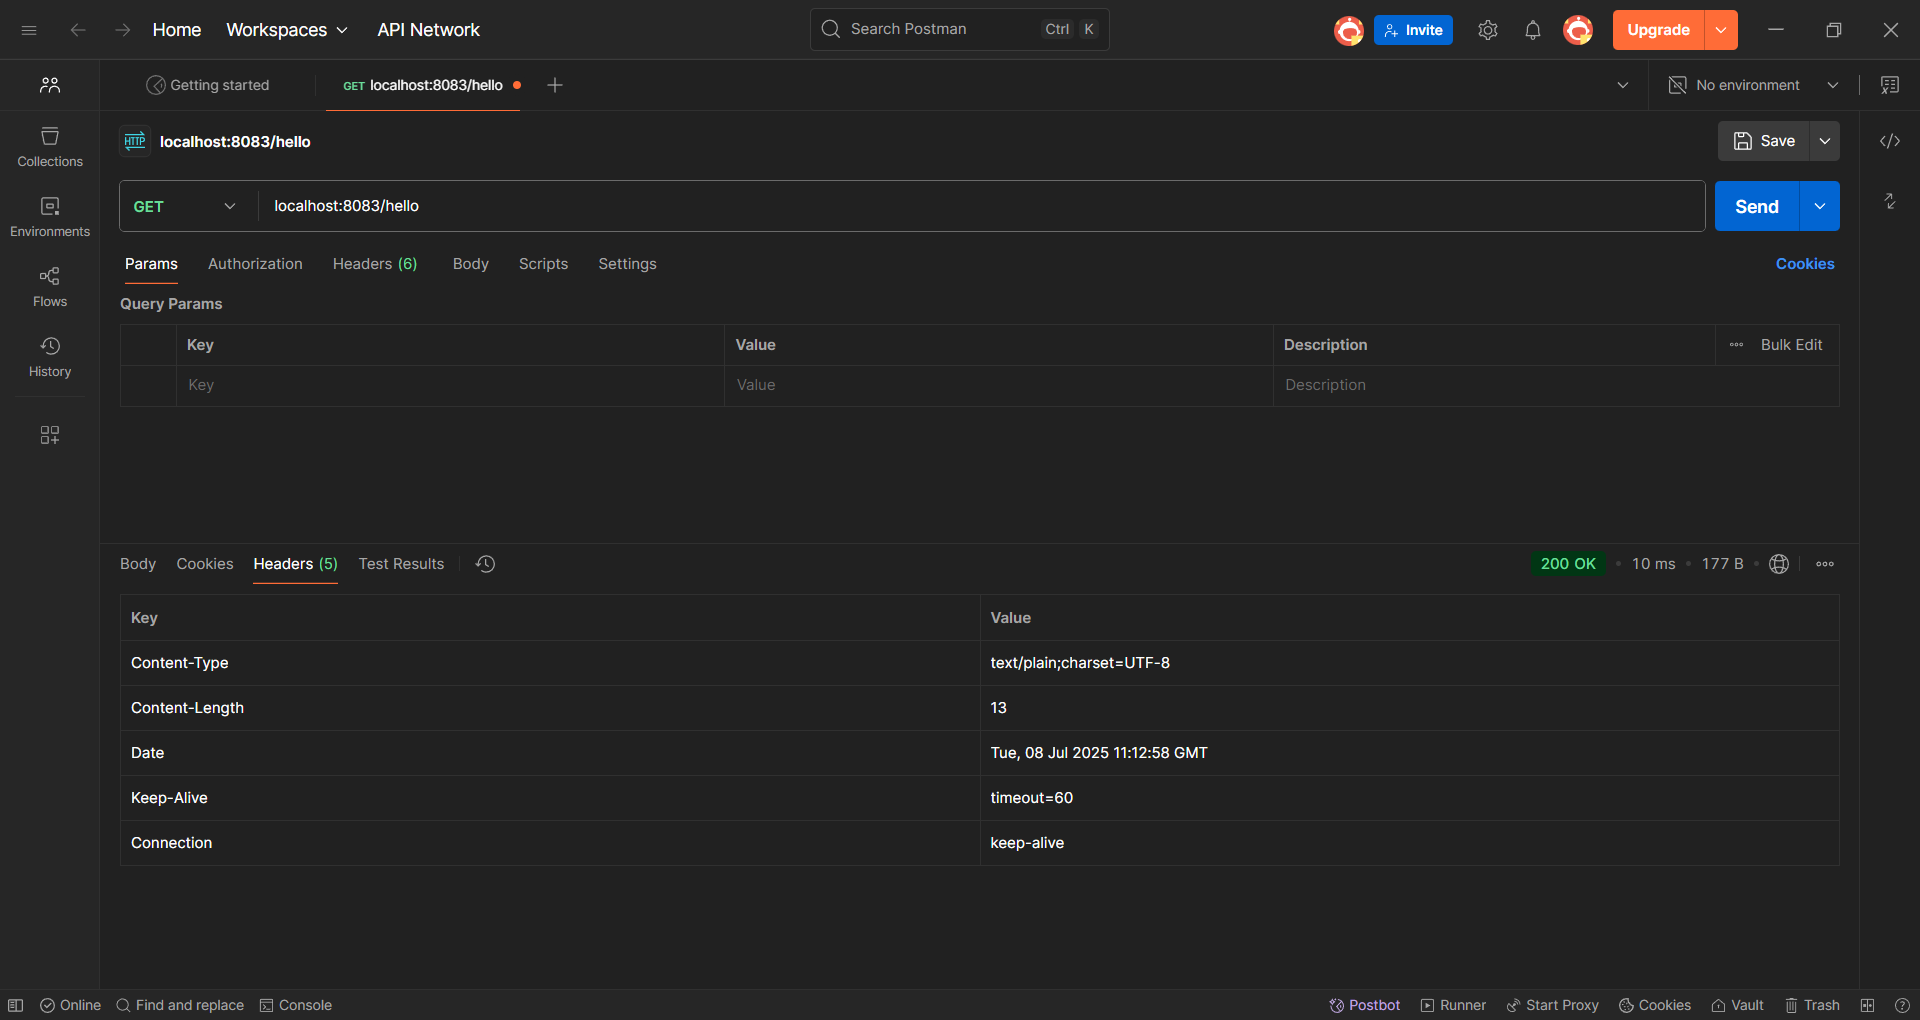 Home Workspaces API Network Search Postman Ctrl K Invite Upgrade
Getting started GET localhost:8083/hello No environment
HTTP localhost:8083/hello Save
Collections
GET localhost:8083/hello Send
Environments
Params Authorization Headers (6) Body Scripts Settings Cookies
Flows
Query Params
Key Value Description Bulk Edit
History
Key Value Description
Body Cookies Headers (5) Test Results 200 OK 10 ms 177 B
Key Value
Content-Type text/plain;charset=UTF-8
Content-Length 13
Date Tue, 08 Jul 2025 11:12:58 GMT
Keep-Alive timeout=60
Connection keep-alive
Online Find and replace Console Postbot Runner Start Proxy Cookies Vault Trash